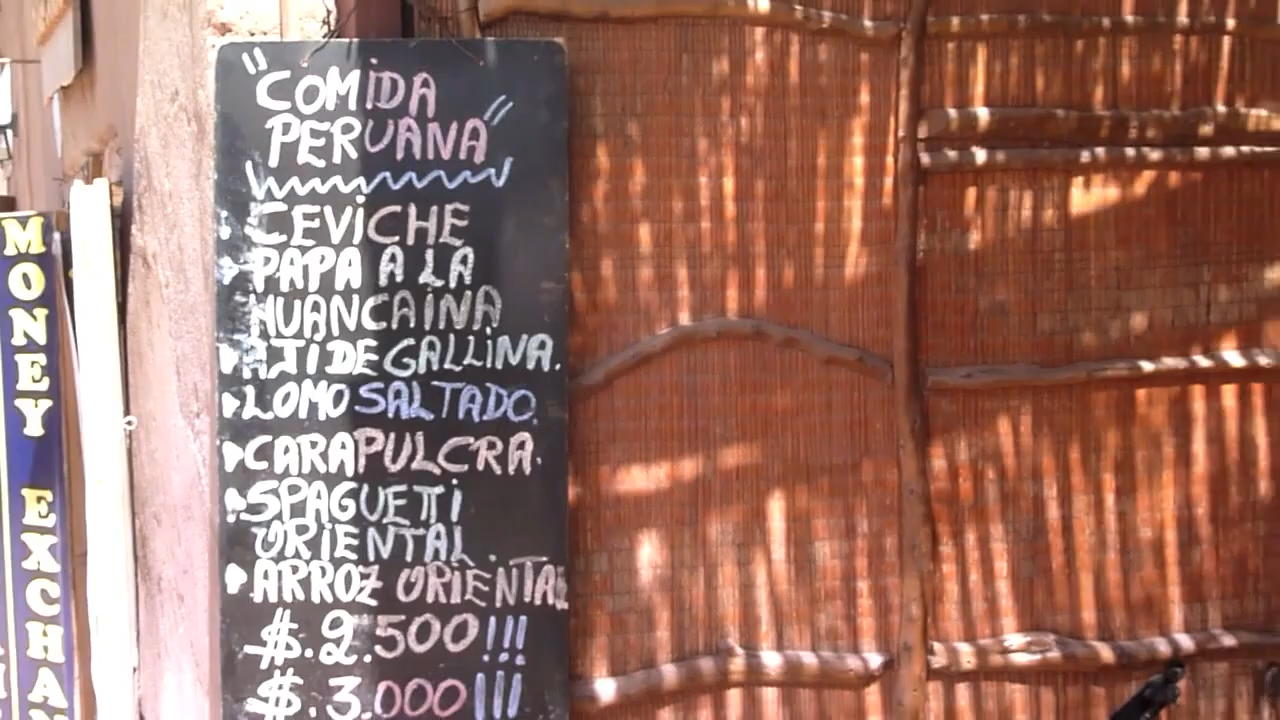 "COMiDA
PERUANA"
CEViCHE
PAPA A LA
HUANCAiNA
AJÍ DE GALLiNA.
LOMO SALTADO.
CARAPULCRA.
SPAGUETTi
ORiENTAL.
ARROZ ORiENTAL
$.2.500!!!
$.3.000!!!
MONEY EXCHAN